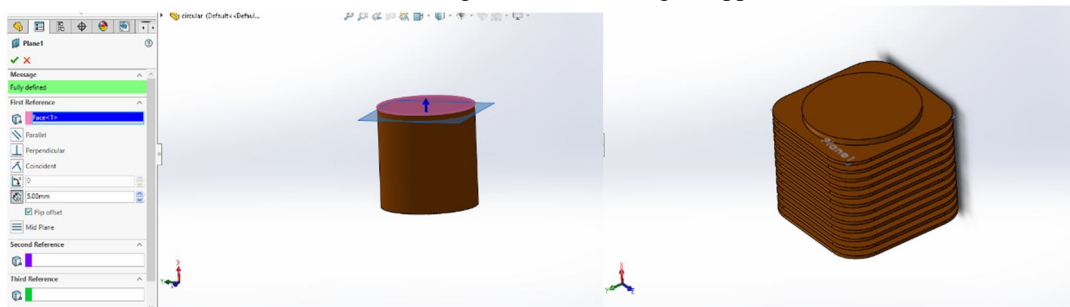 circular (Default<<Defaul...
Plane1
Message
Fully defined
First Reference
Face<1>
Parallel
Perpendicular
Coincident
0
5.00mm
Flip offset
Mid Plane
Second Reference
Third Reference
Plane1